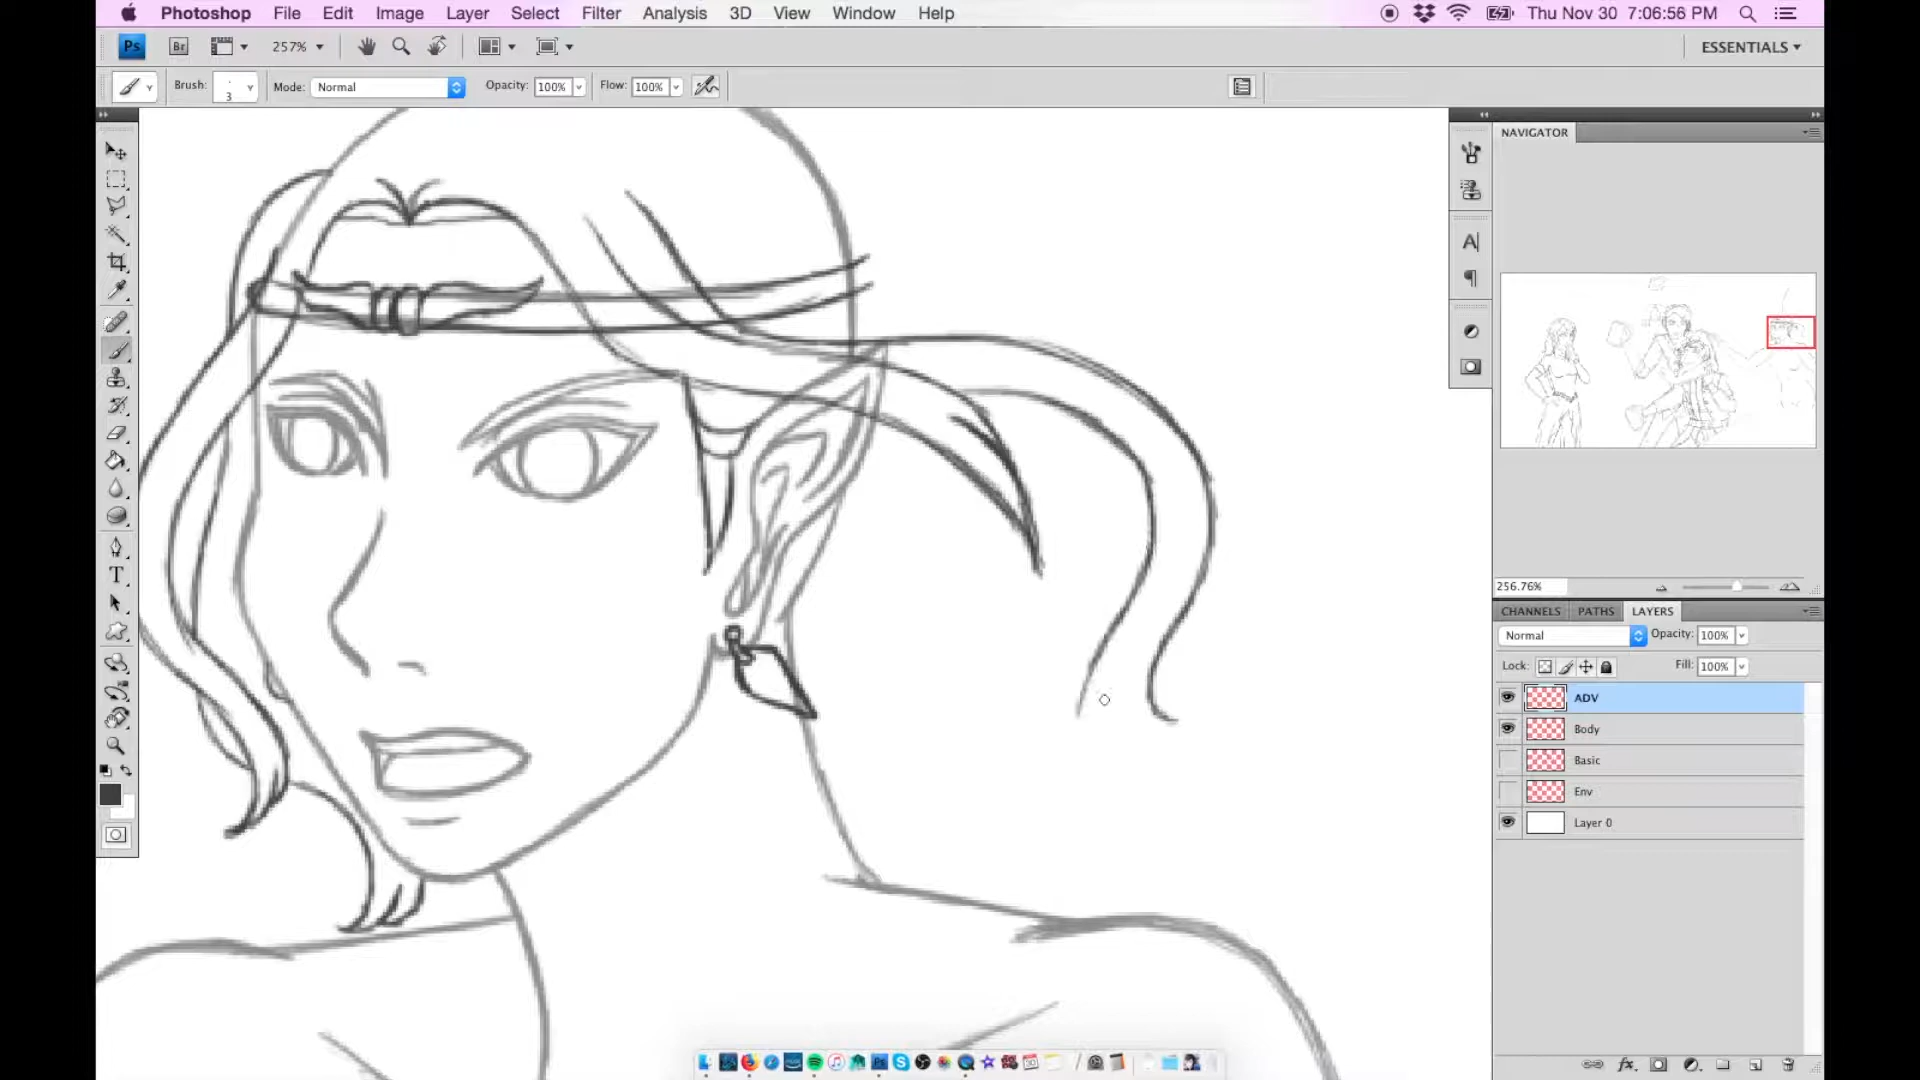 Photoshop File Edit Image Layer Select Filter Analysis 3D View Window Help Thu Nov 30 7:06:56 PM
Ps Br 257% ESSENTIALS
Brush: 3 Mode: Normal Opacity: 100% Flow: 100%
NAVIGATOR
A
T
256.76%
CHANNELS PATHS LAYERS
Normal Opacity: 100%
Lock: Fill: 100%
ADV
Body
Basic
Env
Layer 0
fx